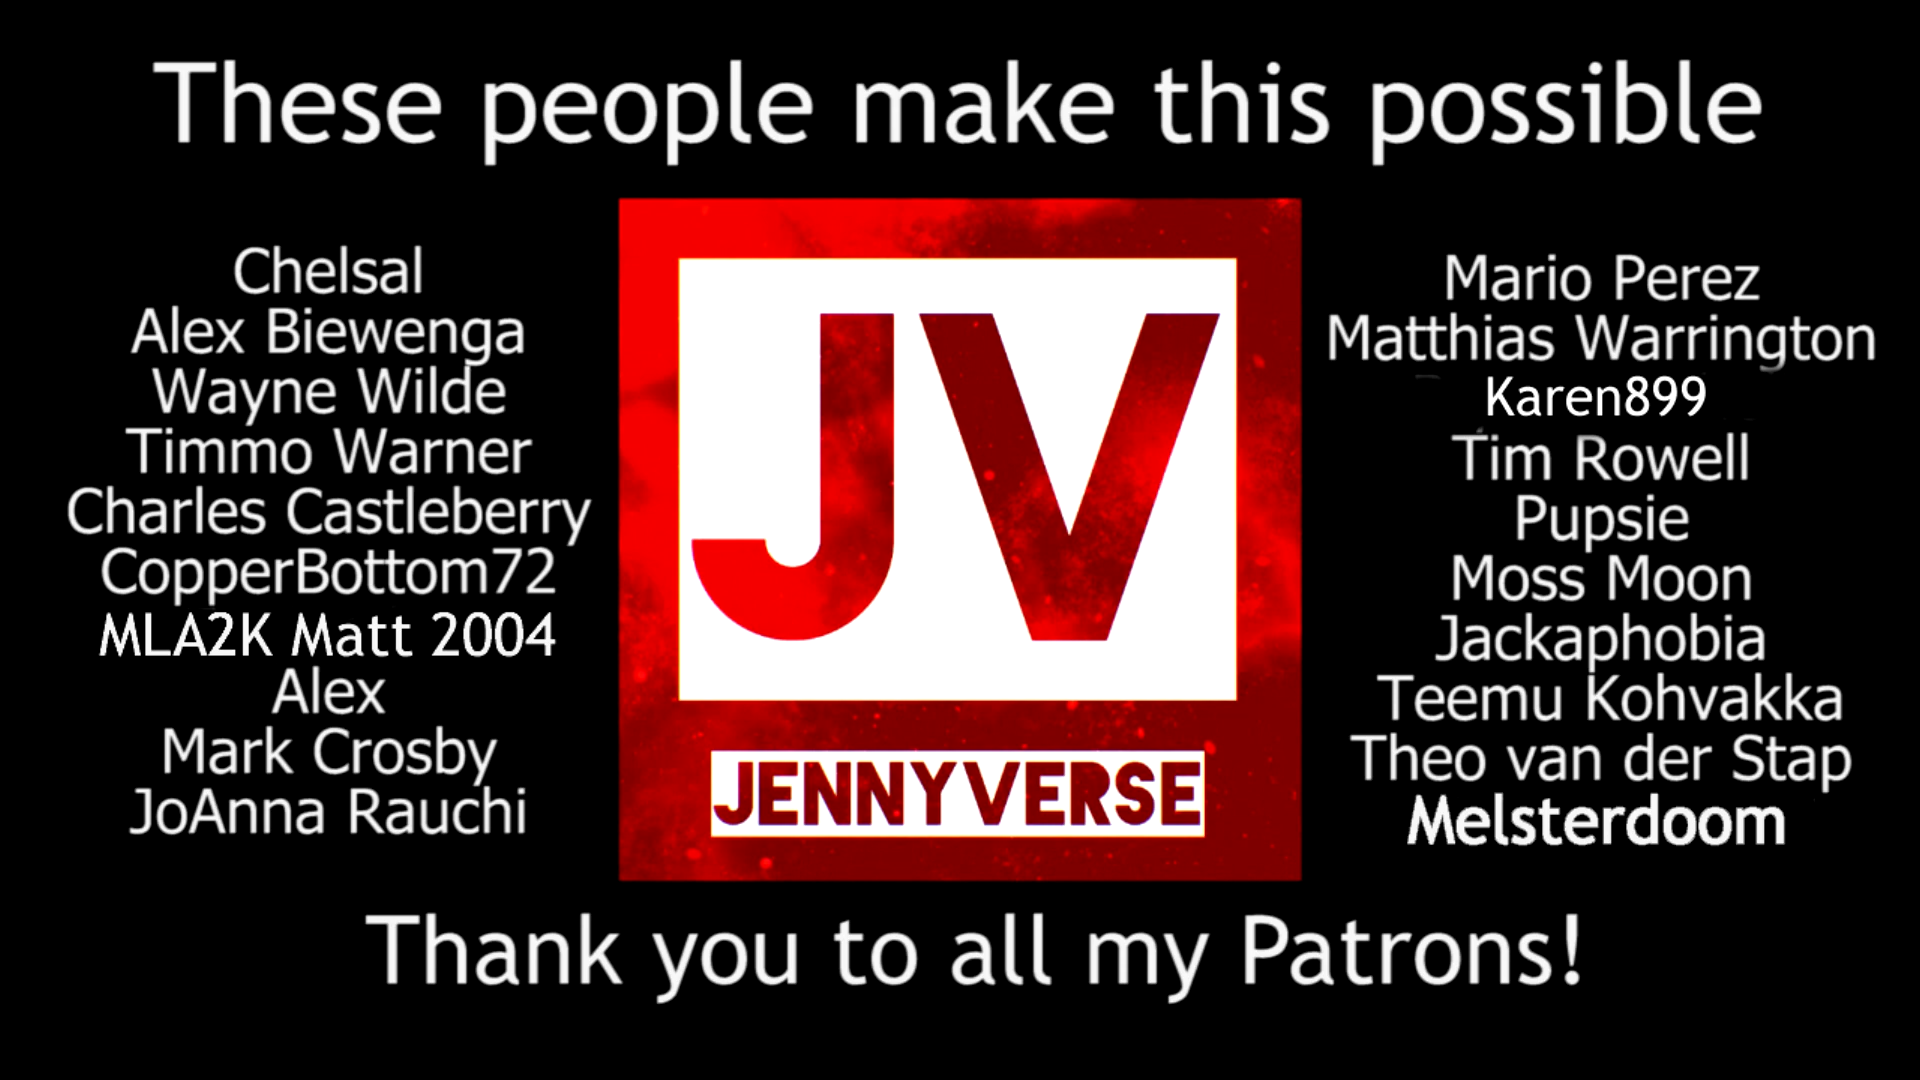 These people make this possible
Chelsal
Alex Biewenga
Wayne Wilde
Timmo Warner
Charles Castleberry
CopperBottom72
MLA2K Matt 2004
Alex
Mark Crosby
JoAnna Rauchi
JV
JENNYVERSE
Mario Perez
Matthias Warrington
Karen899
Tim Rowell
Pupsie
Moss Moon
Jackaphobia
Teemu Kohvakka
Theo van der Stap
Melsterdoom
Thank you to all my Patrons!